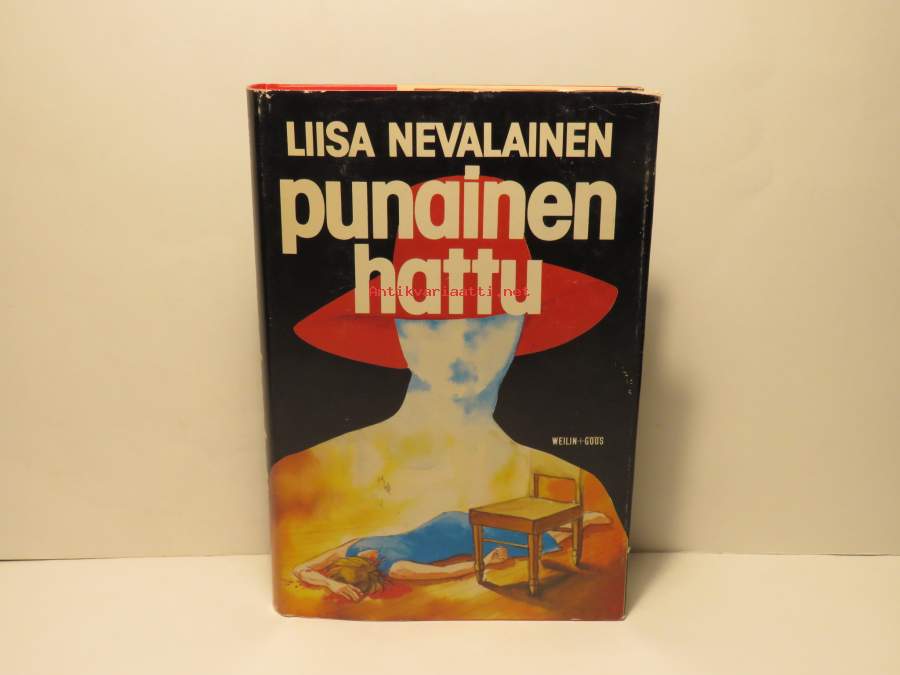 LIISA NEVALAINEN
punainen
hattu
Antikvariaatti.net
WEILIN+GÖÖS